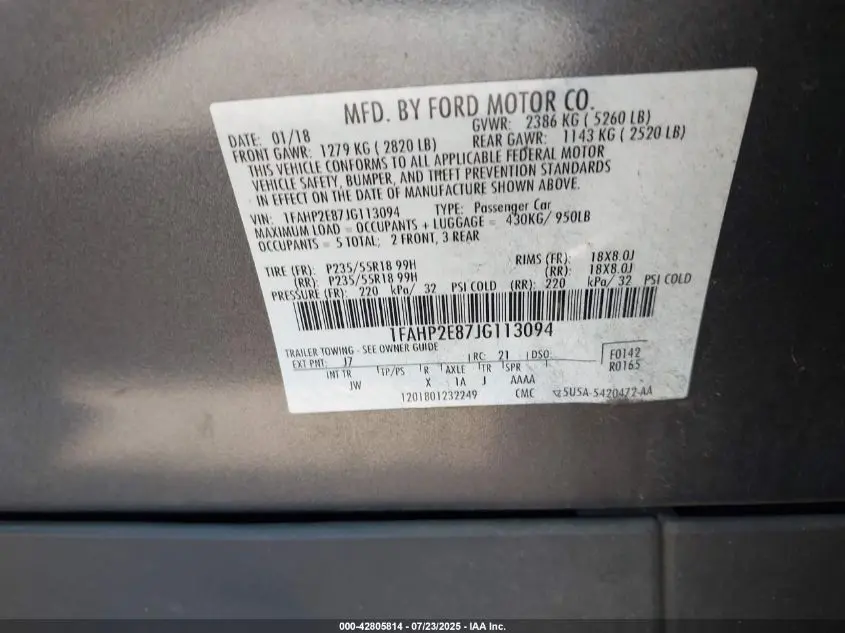 MFD. BY FORD MOTOR CO.
DATE: 01/18 GVWR: 2386 KG ( 5260 LB)
FRONT GAWR: 1279 KG ( 2820 LB) REAR GAWR: 1143 KG ( 2520 LB)
THIS VEHICLE CONFORMS TO ALL APPLICABLE FEDERAL MOTOR
VEHICLE SAFETY, BUMPER, AND THEFT PREVENTION STANDARDS
IN EFFECT ON THE DATE OF MANUFACTURE SHOWN ABOVE.
VIN: 1FAHP2E87JG113094 TYPE: Passenger Car
MAXIMUM LOAD = OCCUPANTS + LUGGAGE = 430KG/ 950LB
OCCUPANTS = 5 TOTAL; 2 FRONT, 3 REAR
TIRE (FR): P235/55R18 99H RIMS (FR): 18X8.0J
(RR): P235/55R18 99H (RR): 18X8.0J
PRESSURE (FR): 220 kPa/ 32 PSI COLD (RR): 220 kPa/ 32 PSI COLD
1FAHP2E87JG113094
TRAILER TOWING - SEE OWNER GUIDE
EXT PNT: J7 RC: 21 DSO: F0142
INT TR TP/PS R AXLE TR SPR R0165
JW X 1A J AAAA
1201801232249 CMC 5U5A-5420472-AA
000-42805814 - 07/23/2025 - IAA Inc.